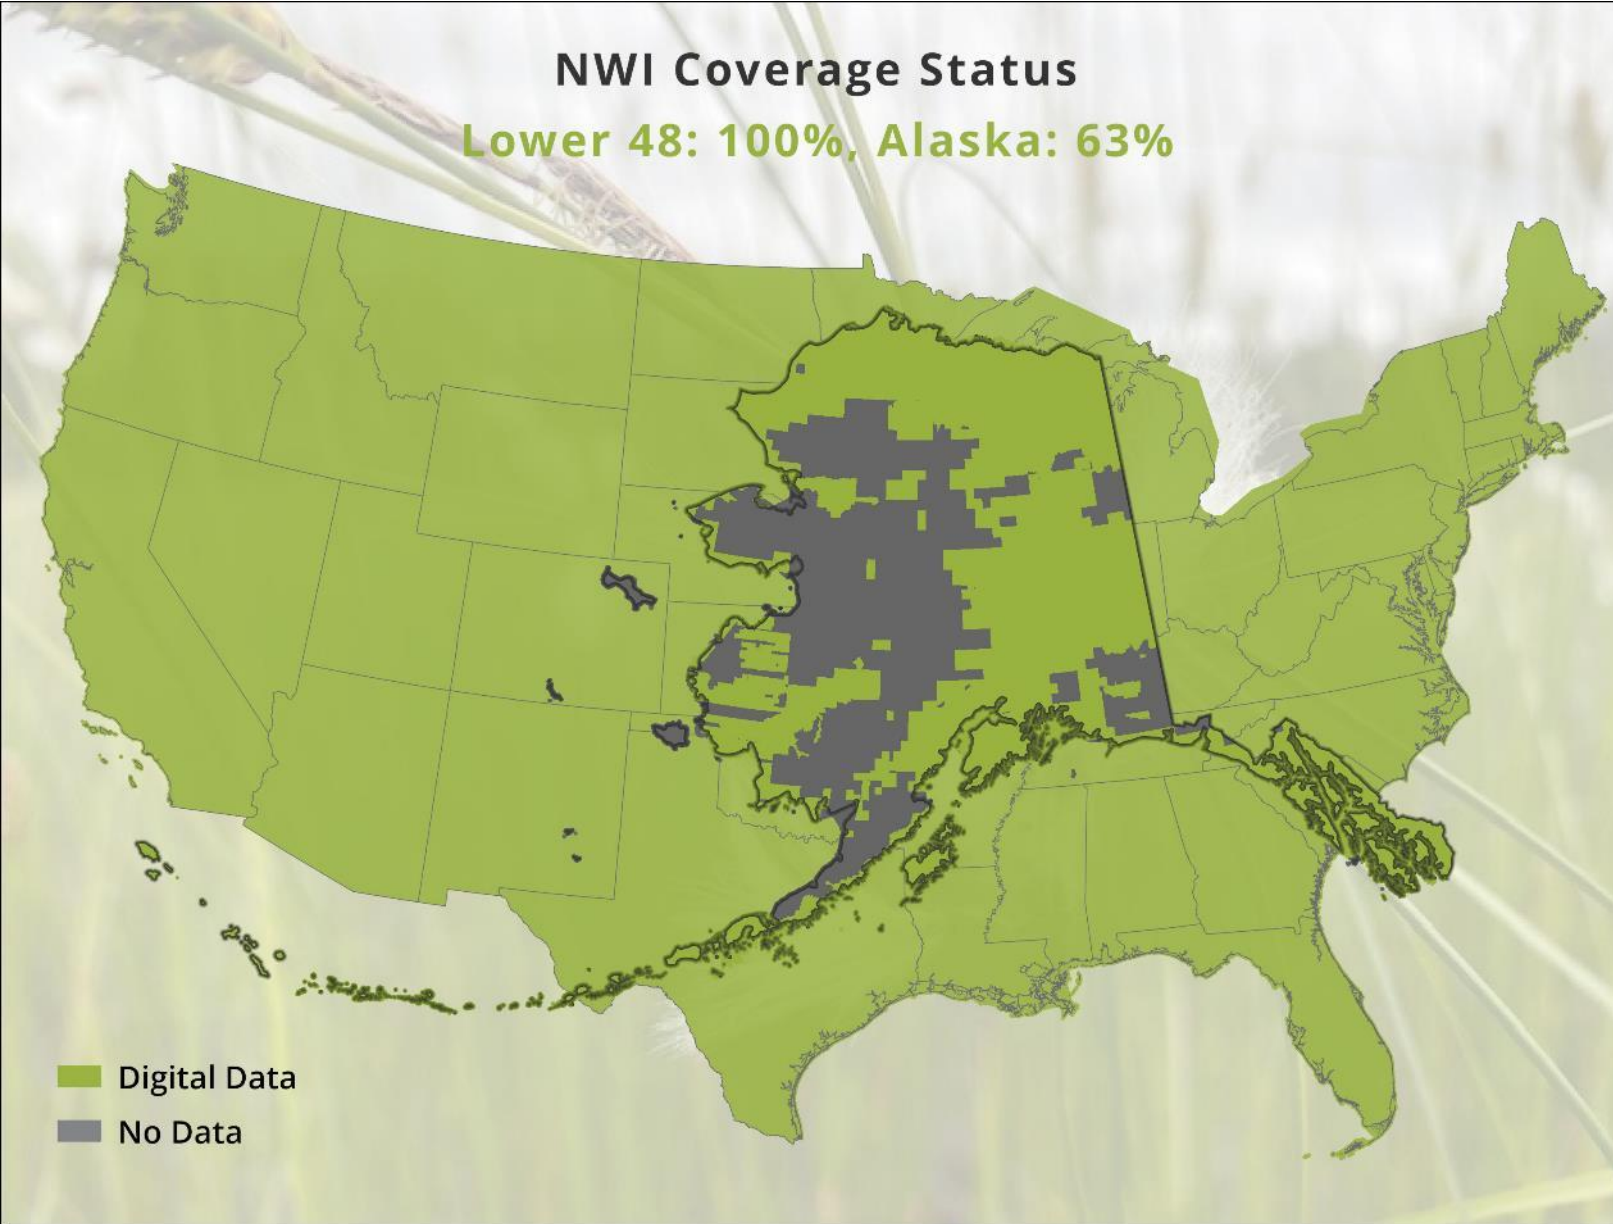 NWI Coverage Status
Lower 48: 100%, Alaska: 63%
Digital Data
No Data